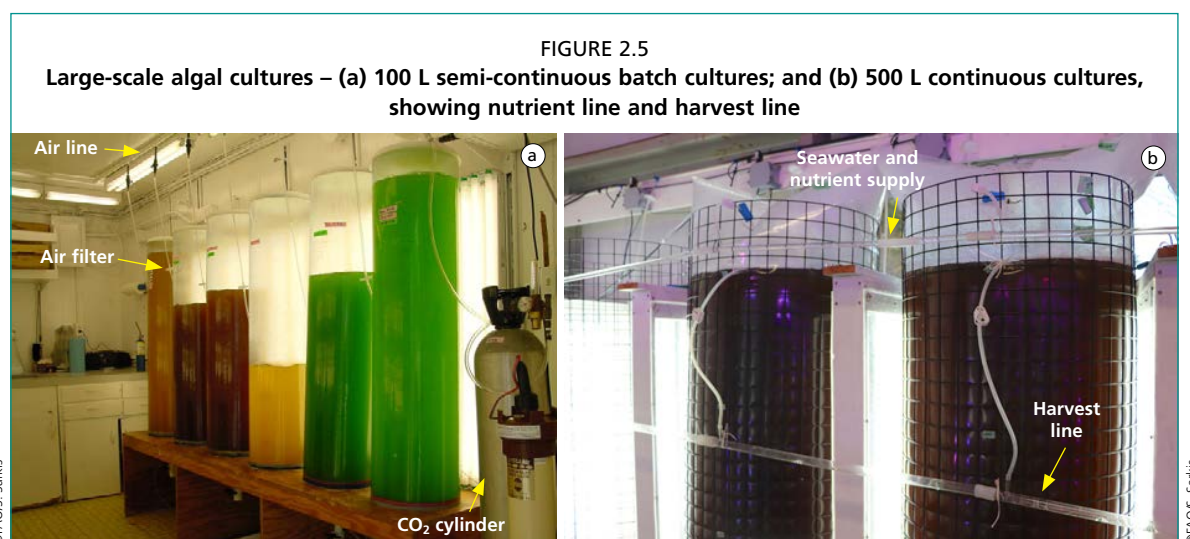 FIGURE 2.5
Large-scale algal cultures – (a) 100 L semi-continuous batch cultures; and (b) 500 L continuous cultures,
showing nutrient line and harvest line
Air line
Air filter
CO₂ cylinder
a
Seawater and
nutrient supply
Harvest
line
b